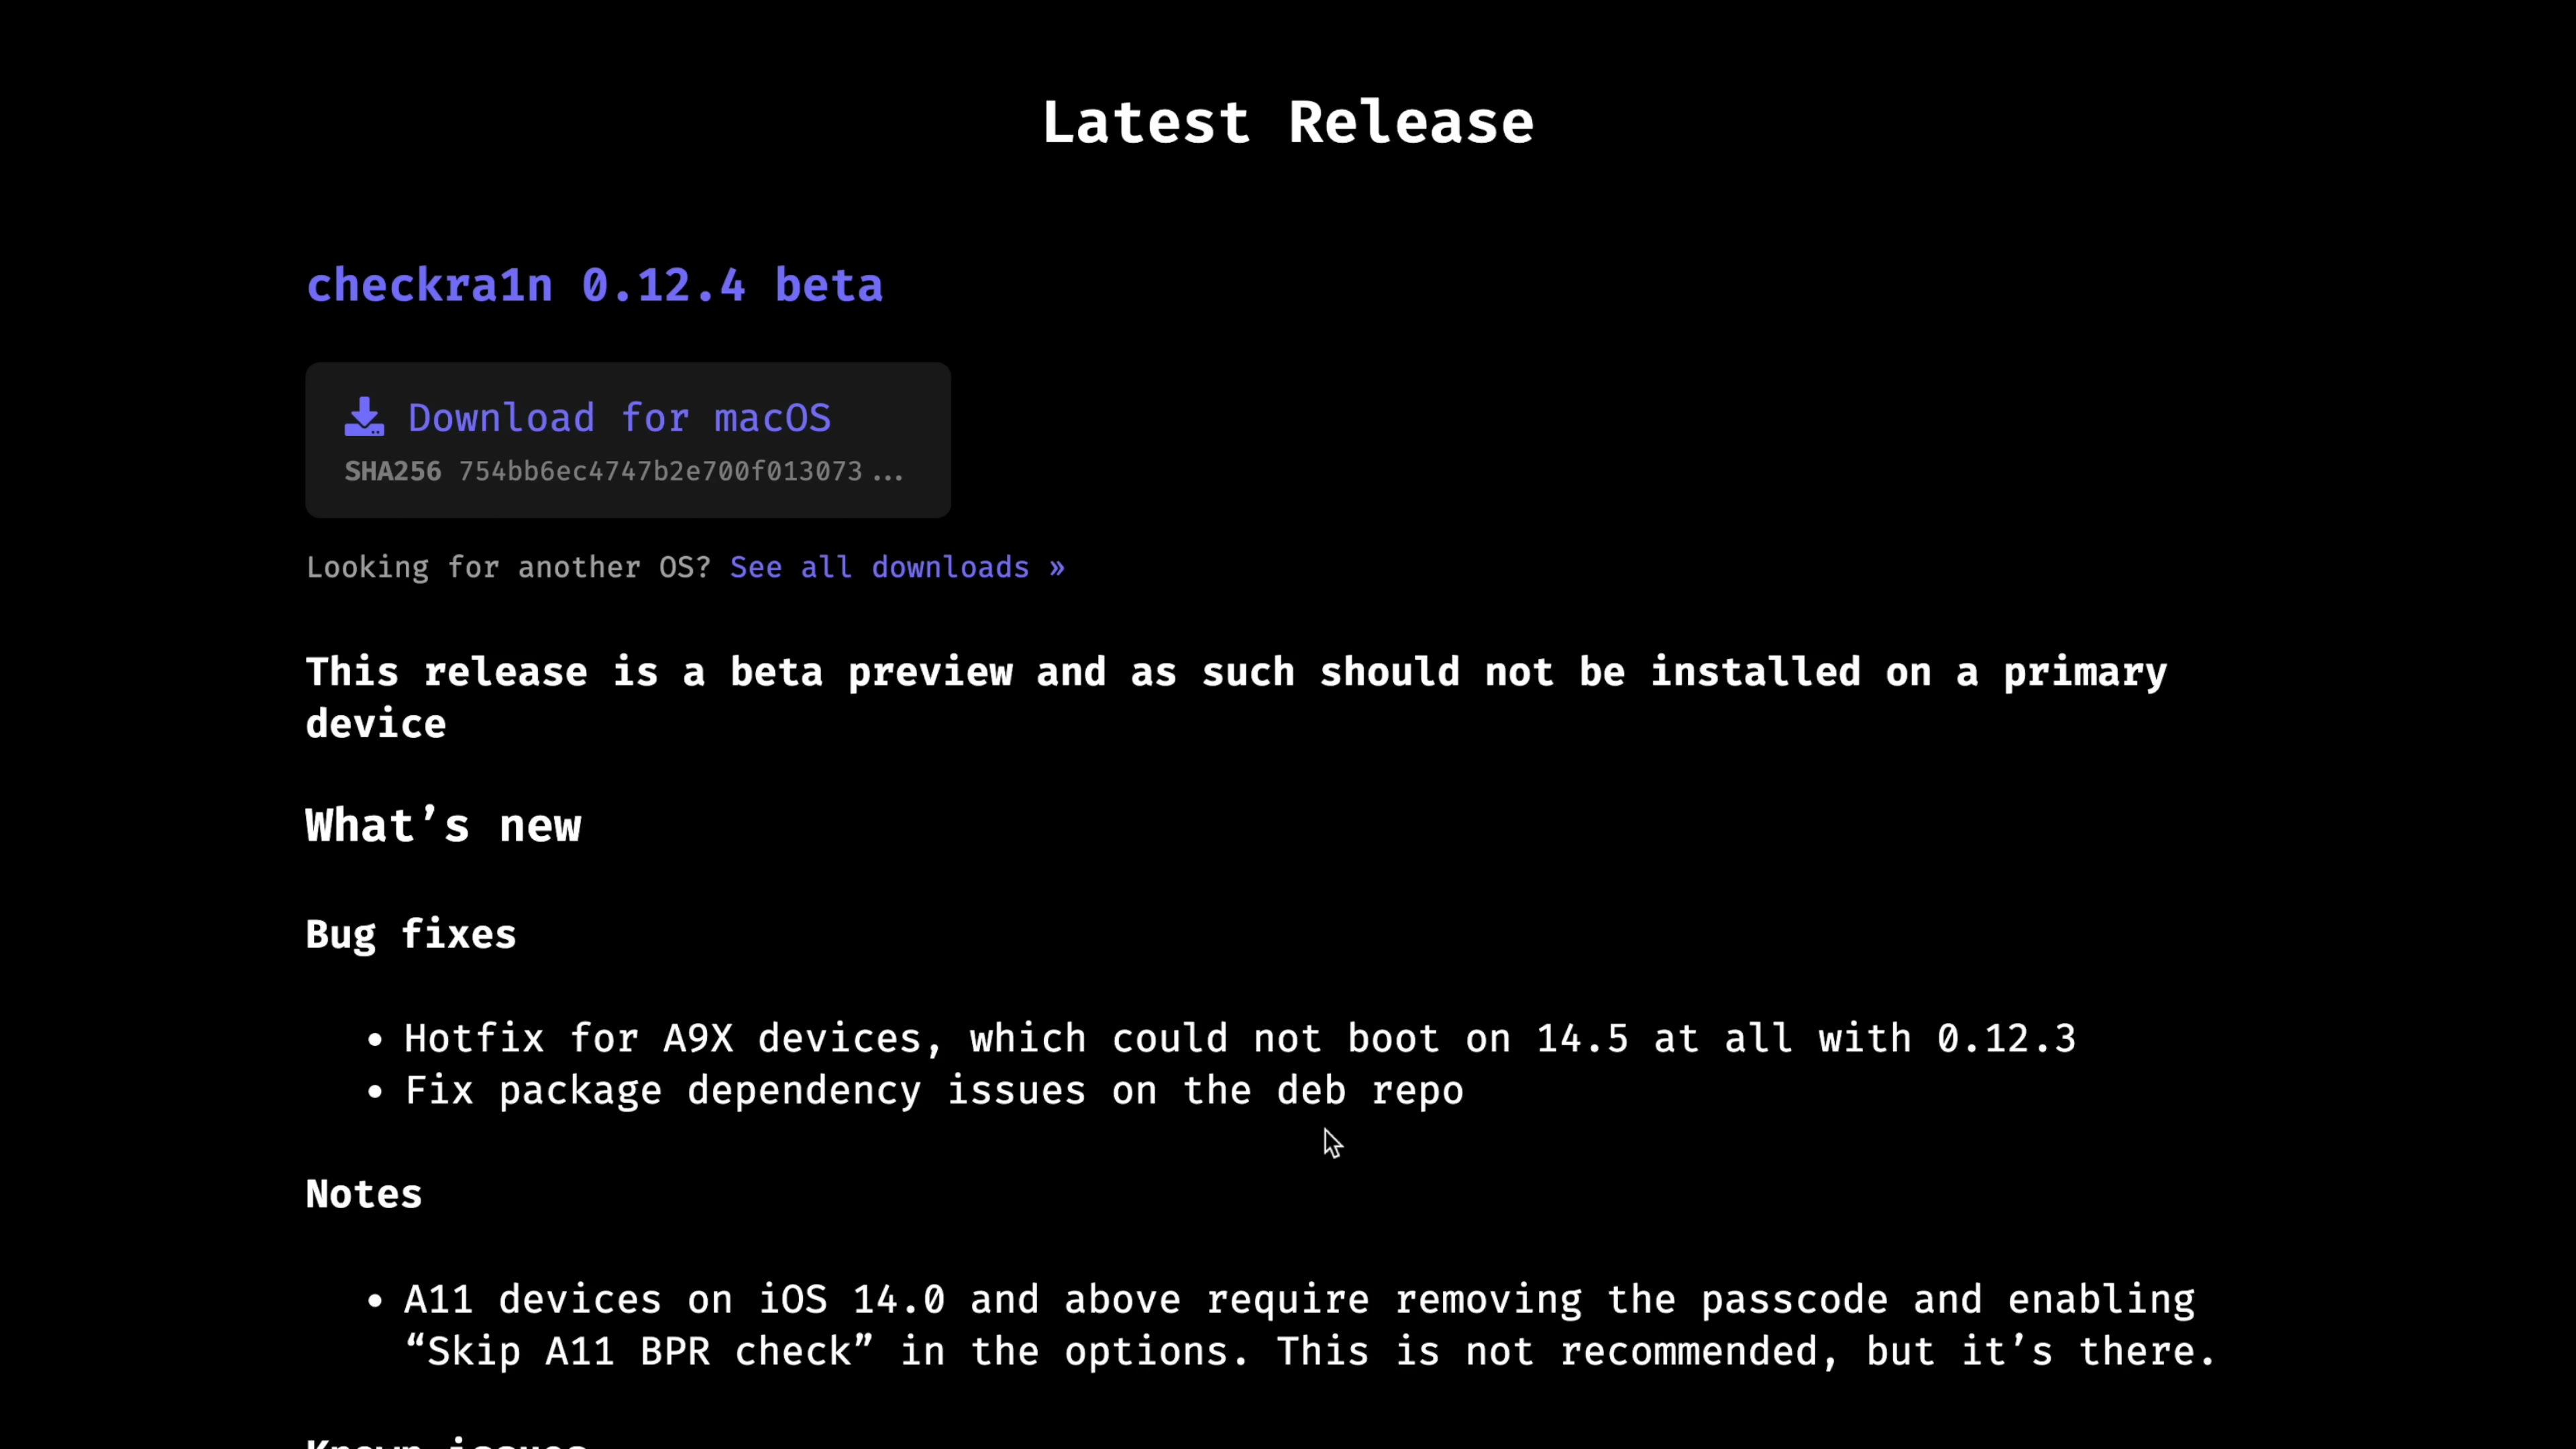 Latest Release
checkra1n 0.12.4 beta
Download for macOS
SHA256 754bb6ec4747b2e700f013073...
Looking for another OS? See all downloads »
This release is a beta preview and as such should not be installed on a primary
device
What’s new
Bug fixes
• Hotfix for A9X devices, which could not boot on 14.5 at all with 0.12.3
• Fix package dependency issues on the deb repo
Notes
• A11 devices on iOS 14.0 and above require removing the passcode and enabling
“Skip A11 BPR check” in the options. This is not recommended, but it’s there.
Known issues